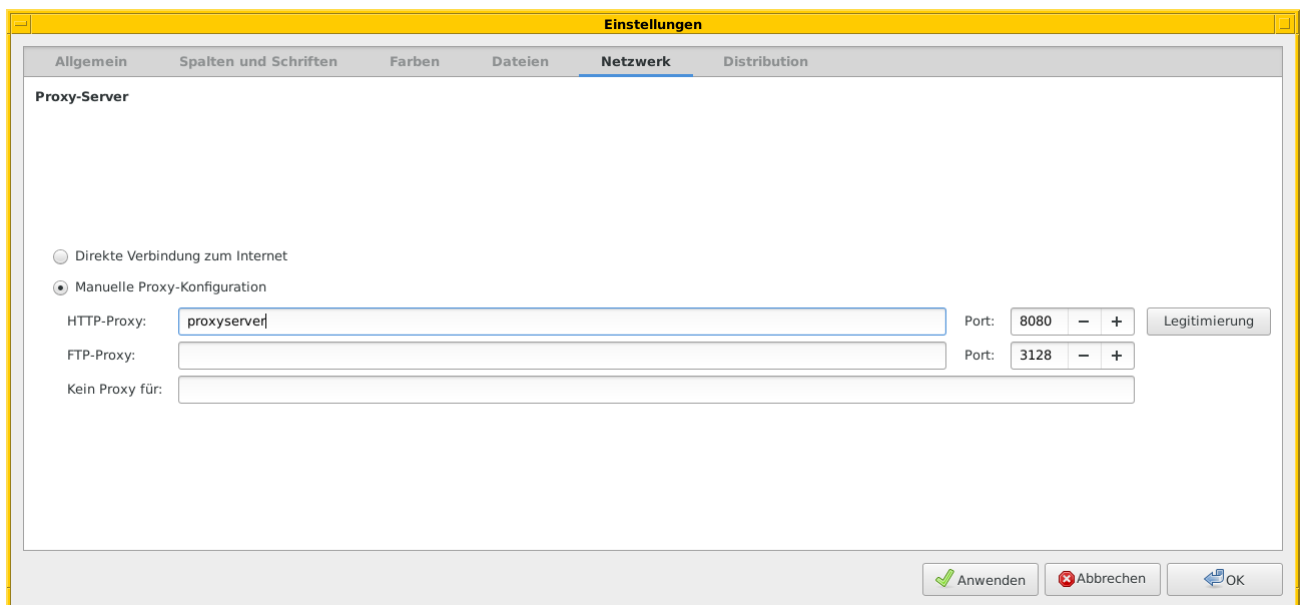 Einstellungen
Allgemein Spalten und Schriften Farben Dateien Netzwerk Distribution
Proxy-Server
Direkte Verbindung zum Internet
Manuelle Proxy-Konfiguration
HTTP-Proxy: proxyserver Port: 8080 − + Legitimierung
FTP-Proxy: Port: 3128 − +
Kein Proxy für:
Anwenden Abbrechen OK